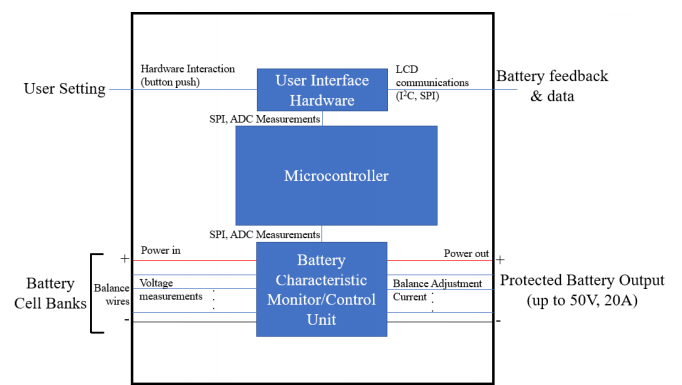 Hardware Interaction
(button push)
User Setting
User Interface
Hardware
LCD
communications
(I²C, SPI)
Battery feedback
& data
SPI, ADC Measurements
Microcontroller
SPI, ADC Measurements
+
Power in
Battery
Cell Banks
Balance
wires
Voltage
measurements
-
Battery
Characteristic
Monitor/Control
Unit
Power out
+
Balance Adjustment
Current
-
Protected Battery Output
(up to 50V, 20A)